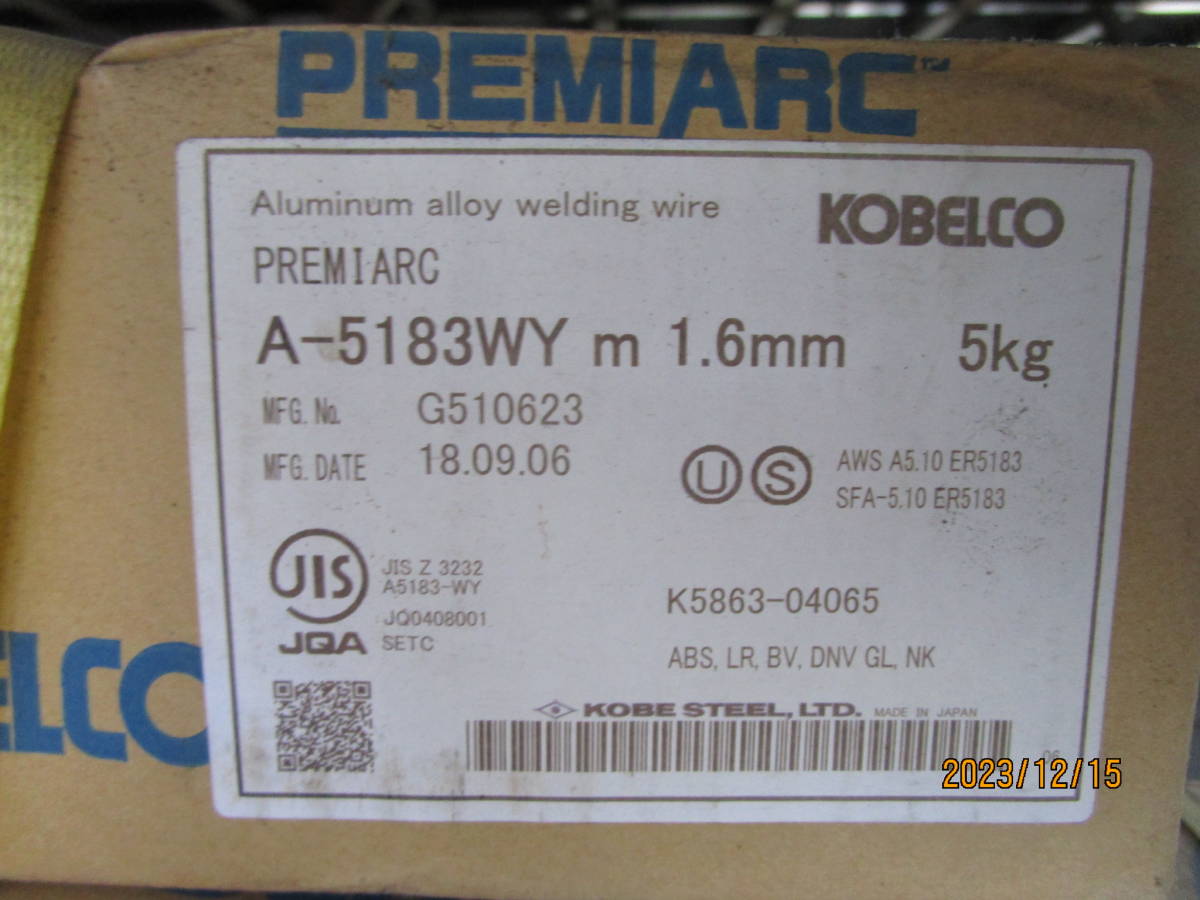 PREMIARC™
Aluminum alloy welding wire
KOBELCO
PREMIARC
A-5183WY m 1.6mm 5kg
MFG. No. G510623
MFG. DATE 18.09.06
U S
AWS A5.10 ER5183
SFA-5.10 ER5183
JIS
JQA
JIS Z 3232
A5183-WY
JQ0408001
SETC
K5863-04065
ABS, LR, BV, DNV GL, NK
KOBE STEEL, LTD. MADE IN JAPAN
06
ELCO
2023/12/15